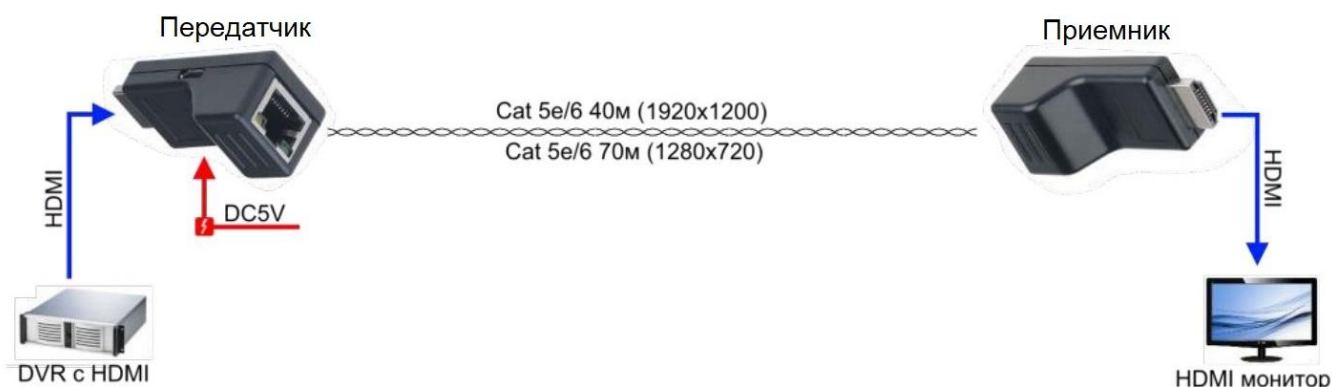 Передатчик
Приемник
Cat 5e/6 40м (1920x1200)
Cat 5e/6 70м (1280x720)
HDMI
DC5V
HDMI
DVR с HDMI
HDMI монитор